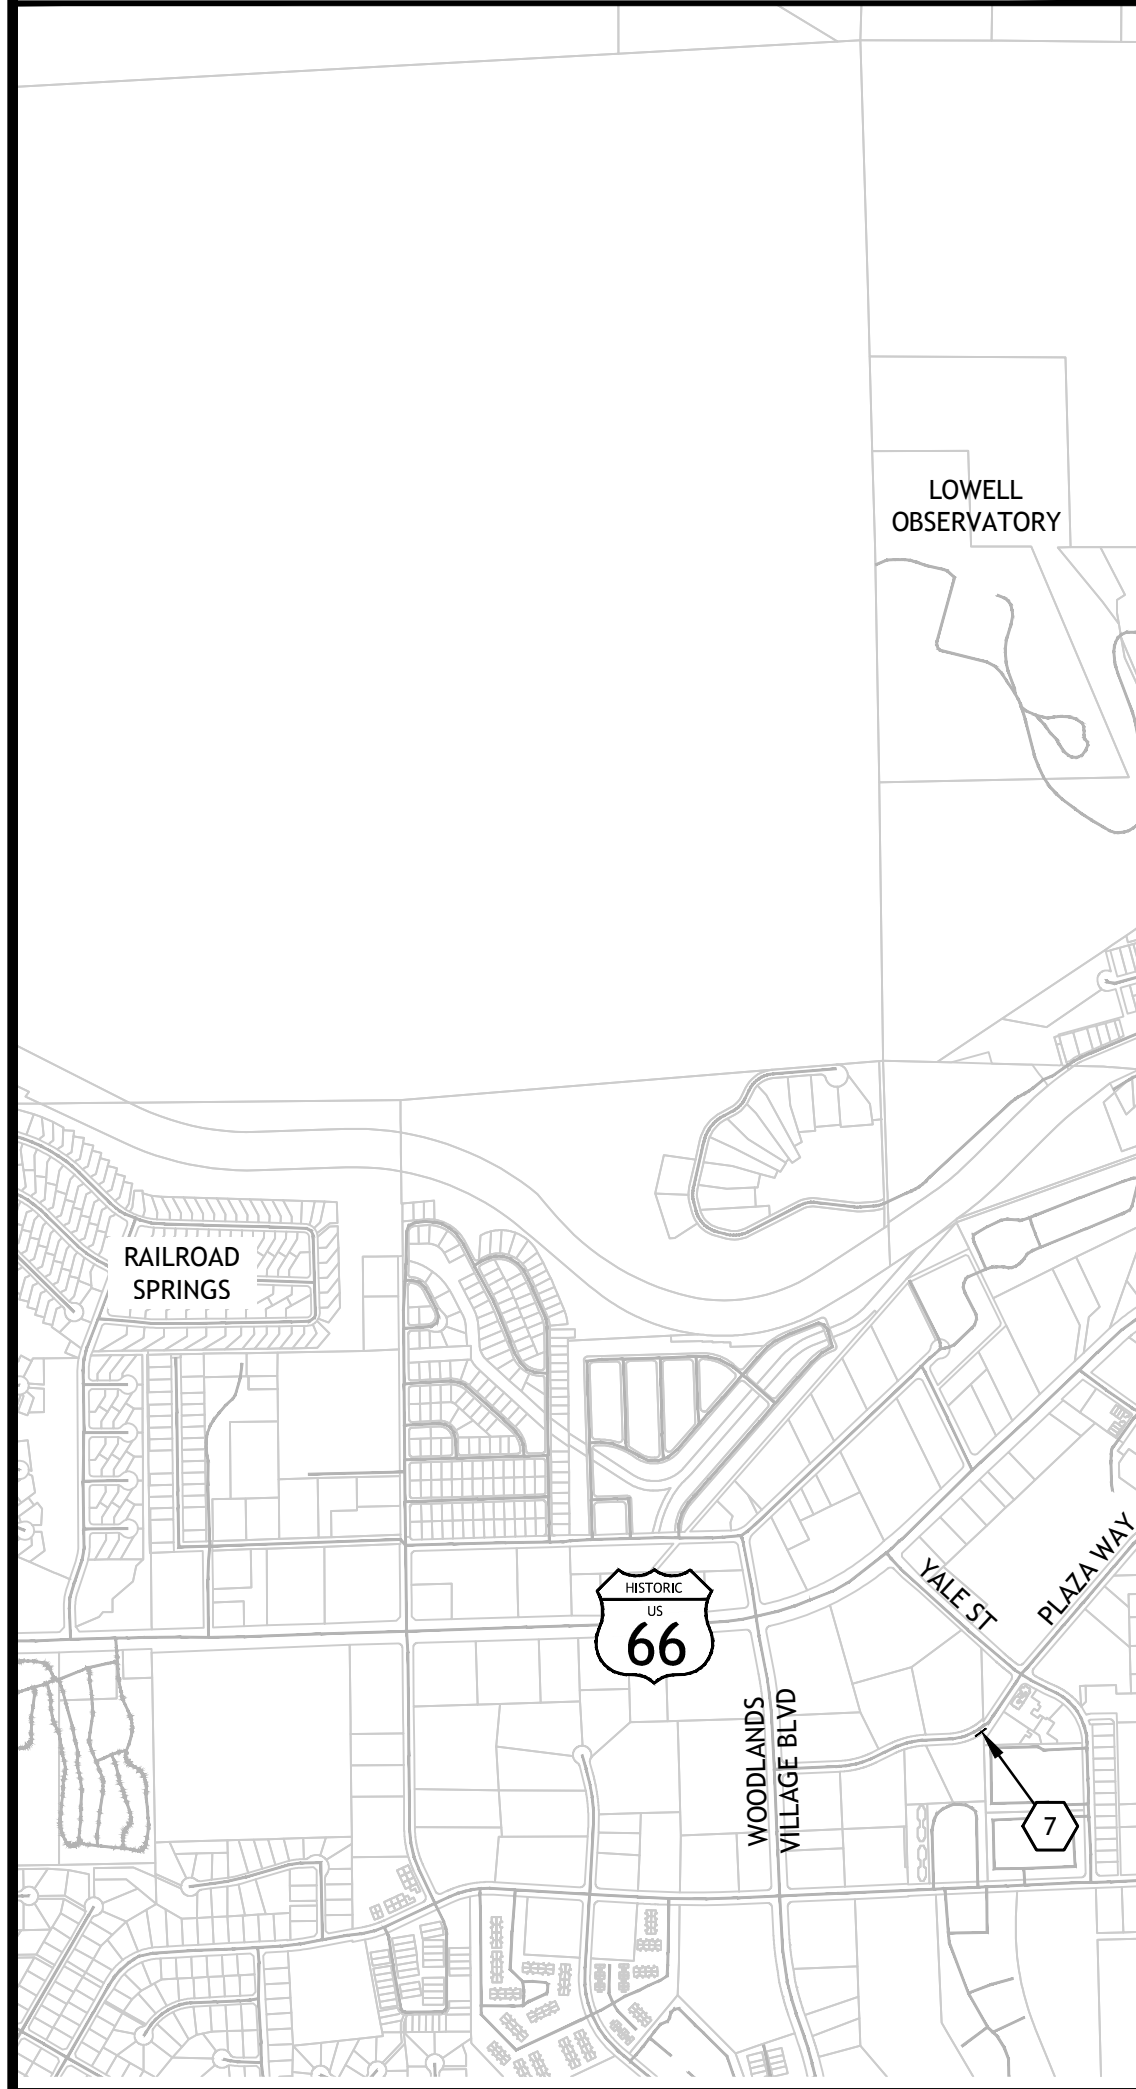 LOWELL
OBSERVATORY
RAILROAD
SPRINGS
HISTORIC
US
66
YALE ST
PLAZA WAY
WOODLANDS
VILLAGE BLVD
7